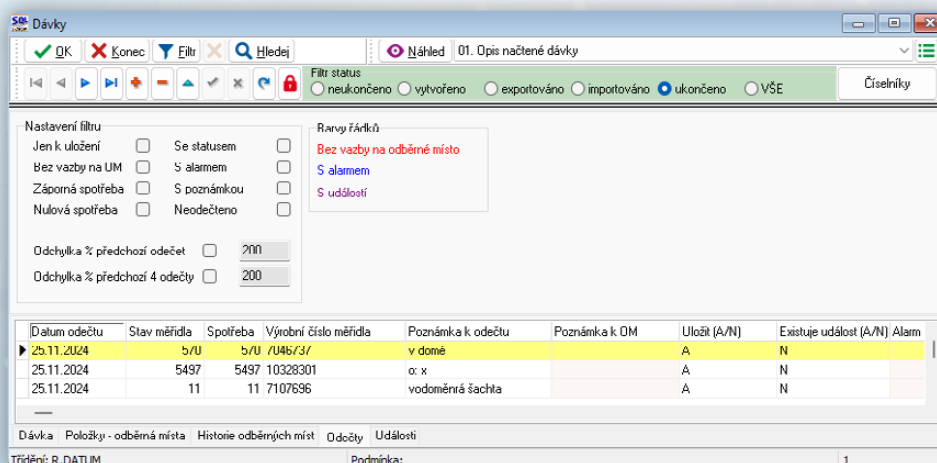 SQL Dávky
OK Konec Filtr Hledej Náhled 01. Opis načtené dávky
Filtr status
neukončeno vytvořeno exportováno importováno ukončeno VŠE Číselníky
Nastavení filtru Barvy řádků
Jen k uložení Se statusem Bez vazby na odběrné místo
Bez vazby na UM S alarmem S alarmem
Záporná spotřeba S poznámkou S událostí
Nulová spotřeba Neodečteno
Odchylka % předchozí odečet 200
Odchylka % předchozí 4 odečty 200
Datum odečtu Stav měřidla Spotřeba Výrobní číslo měřidla Poznámka k odečtu Poznámka k OM Uložit (A/N) Existuje událost (A/N) Alarm
25.11.2024 570 570 7046737 v domě A N
25.11.2024 5497 5497 10328301 o: x A N
25.11.2024 11 11 7107696 vodoměrná šachta A N
Dávka Položky - odběrná místa Historie odběrných míst Odečty Události
Třídění: R.DATUM Podmínka: 1